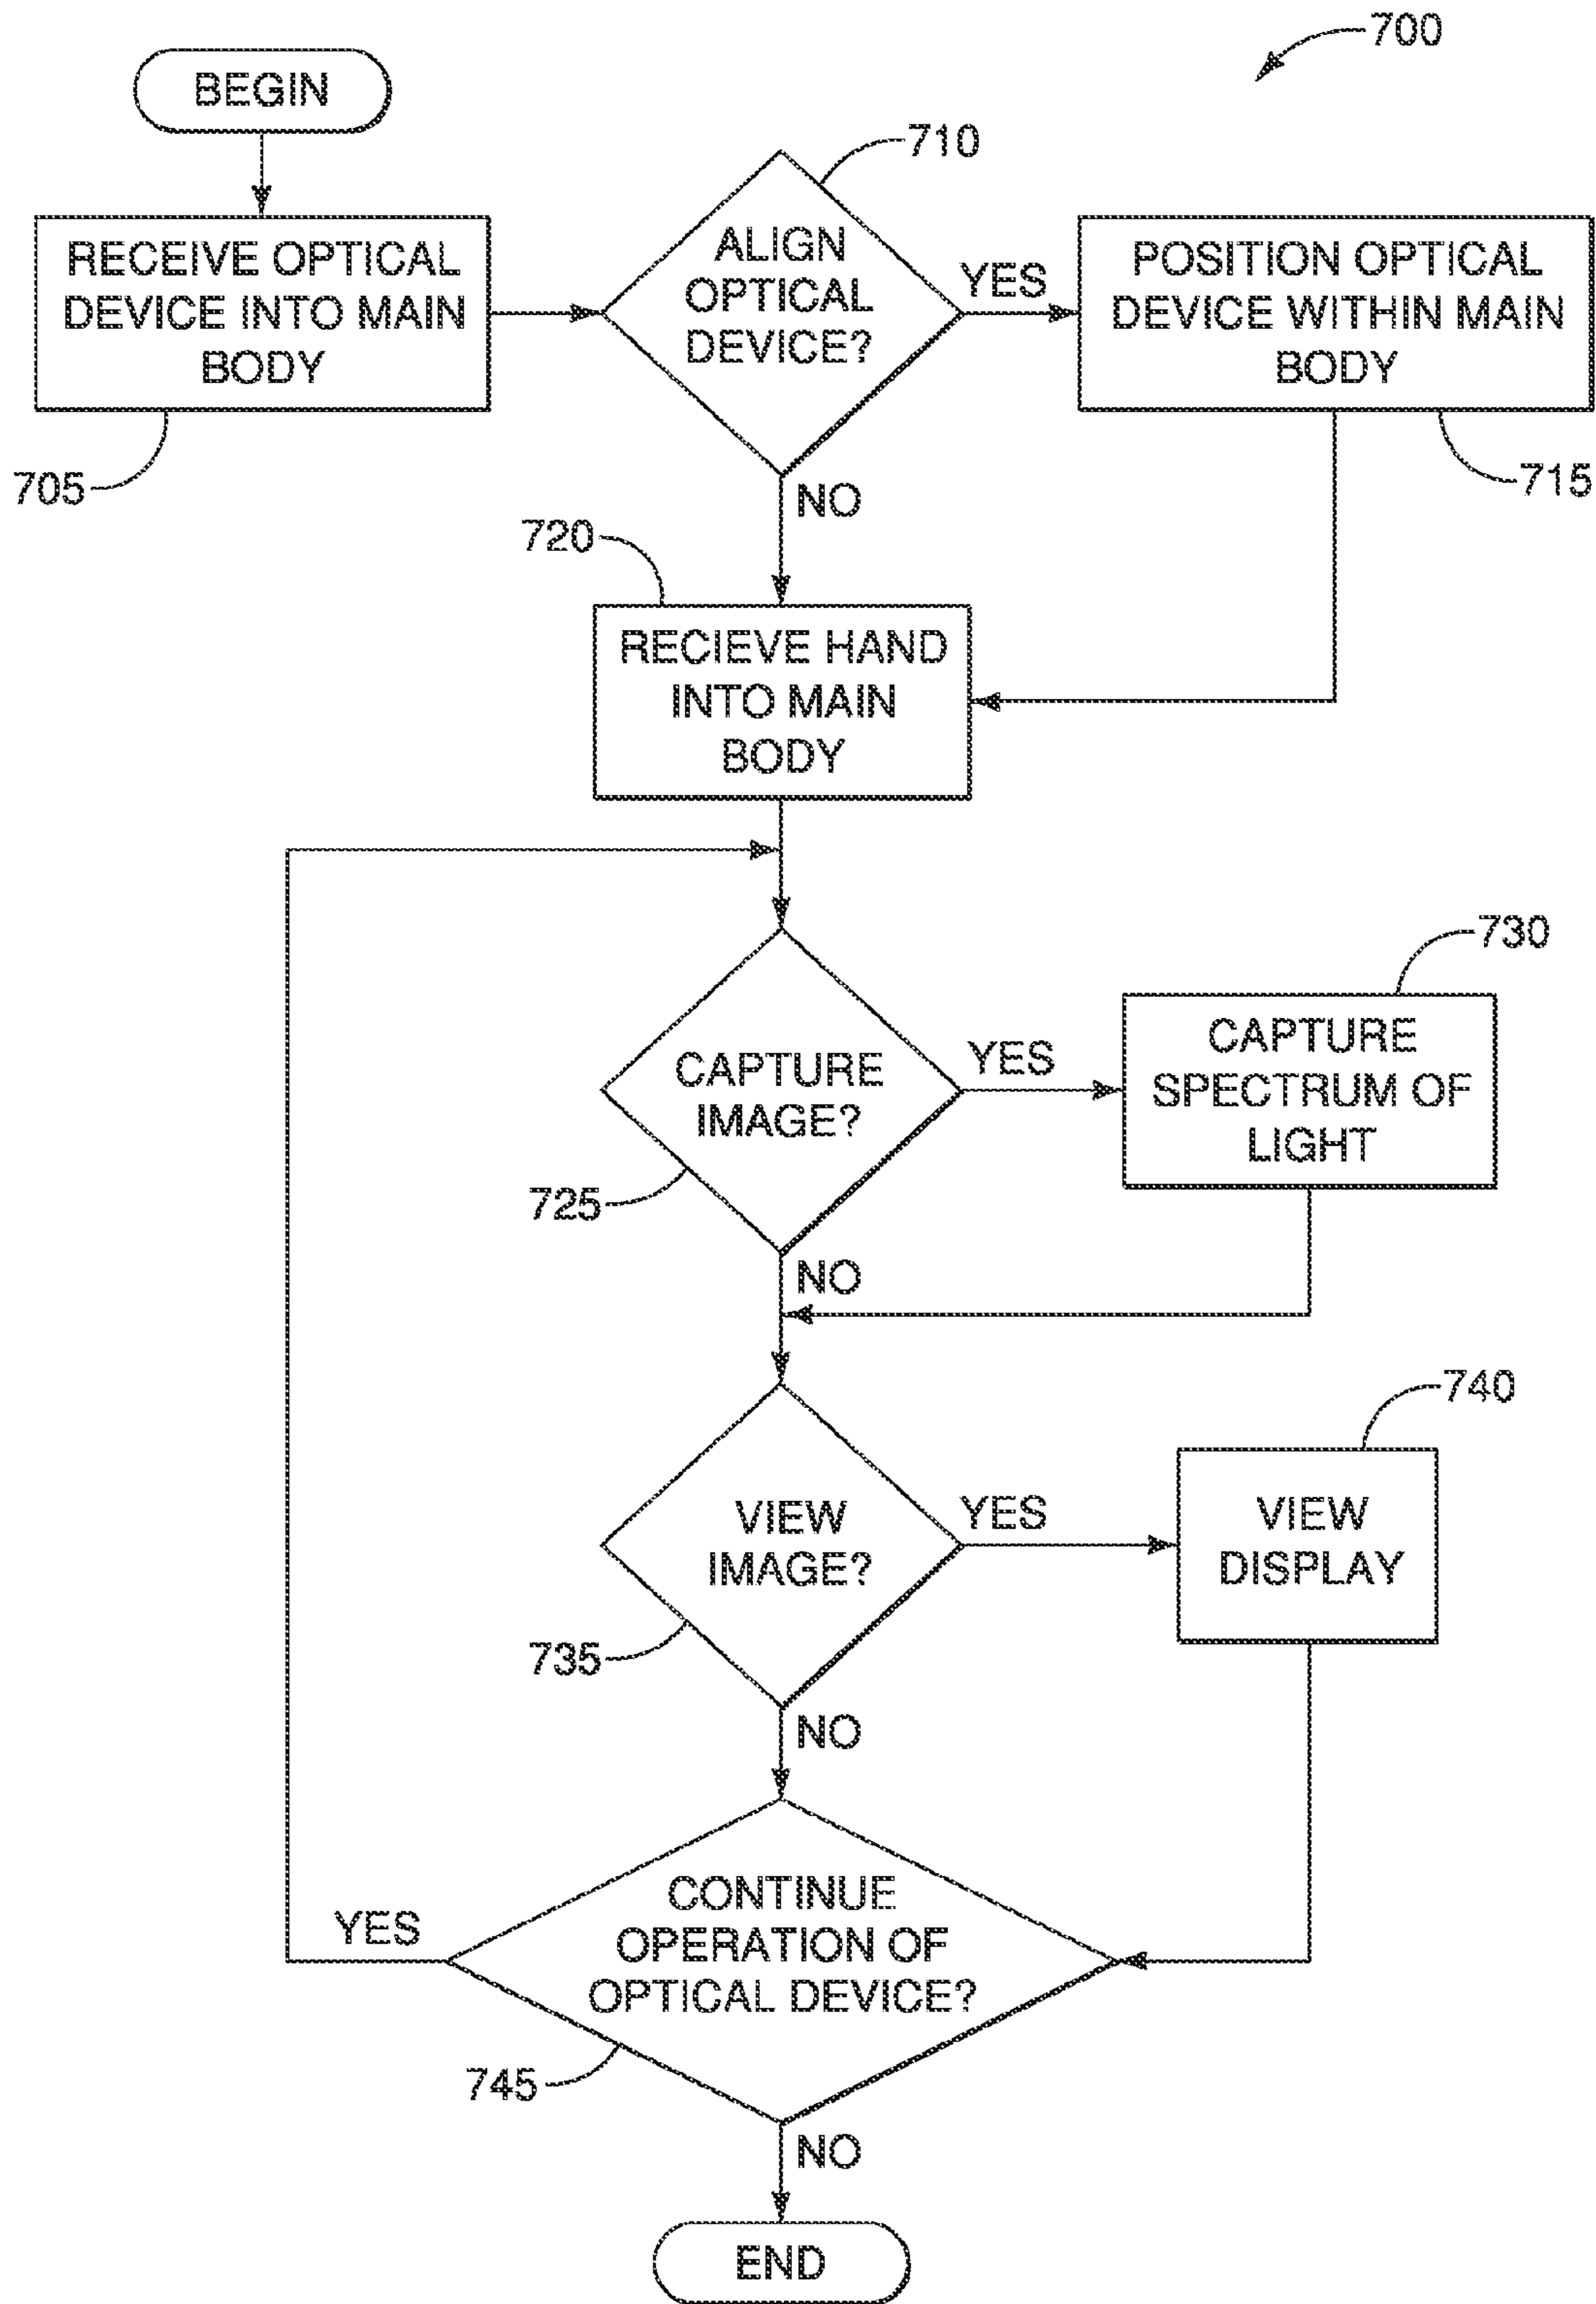 700
BEGIN
RECEIVE OPTICAL
DEVICE INTO MAIN
BODY
705
710
ALIGN
OPTICAL
DEVICE?
YES
NO
POSITION OPTICAL
DEVICE WITHIN MAIN
BODY
715
720
RECIEVE HAND
INTO MAIN
BODY
CAPTURE
IMAGE?
725
YES
NO
730
CAPTURE
SPECTRUM OF
LIGHT
VIEW
IMAGE?
735
YES
NO
740
VIEW
DISPLAY
CONTINUE
OPERATION OF
OPTICAL DEVICE?
745
YES
NO
END